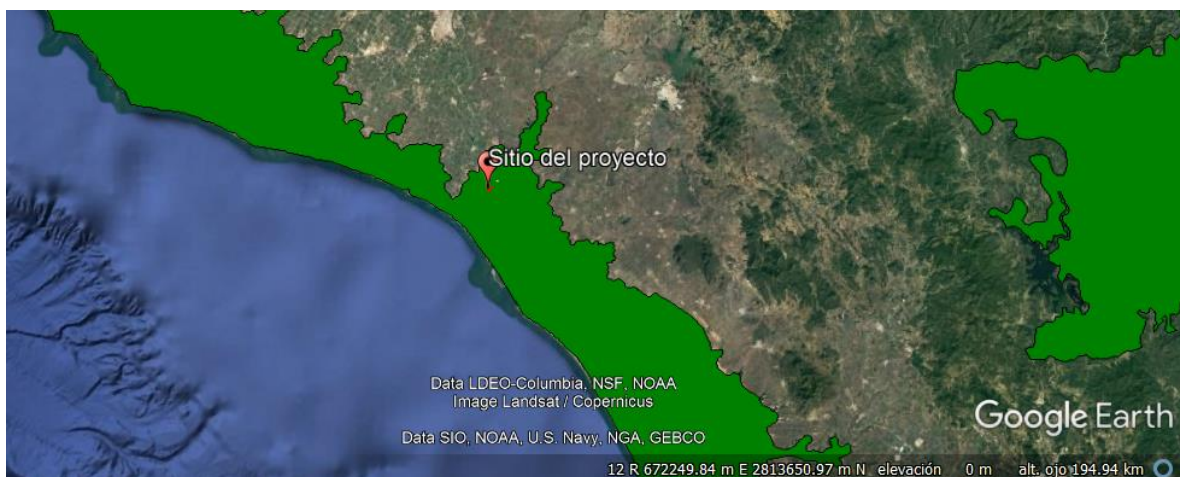 Sitio del proyecto
Data LDEO-Columbia, NSF, NOAA
Image Landsat / Copernicus
Data SIO, NOAA, U.S. Navy, NGA, GEBCO
Google Earth
12 R 672249.84 m E 2813650.97 m N elevación 0 m alt. ojo 194.94 km